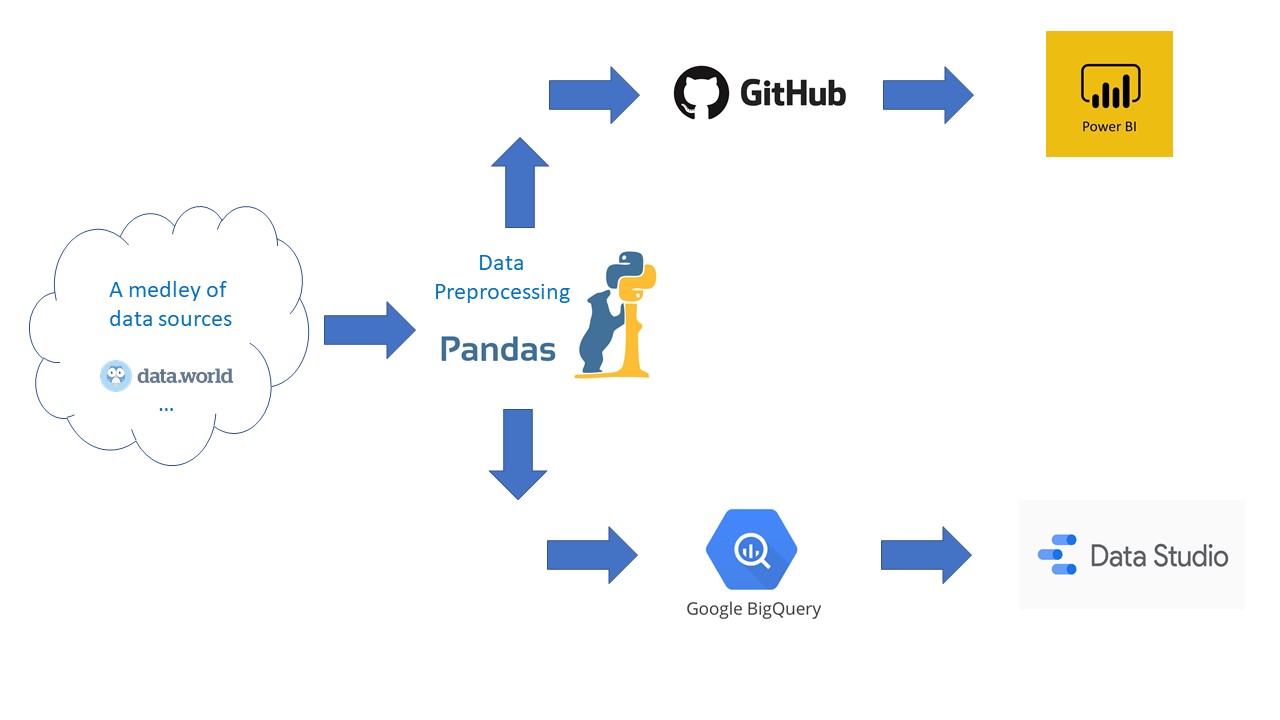 GitHub
Power BI
A medley of
data sources
data.world
...
Data
Preprocessing
Pandas
Google BigQuery
Data Studio